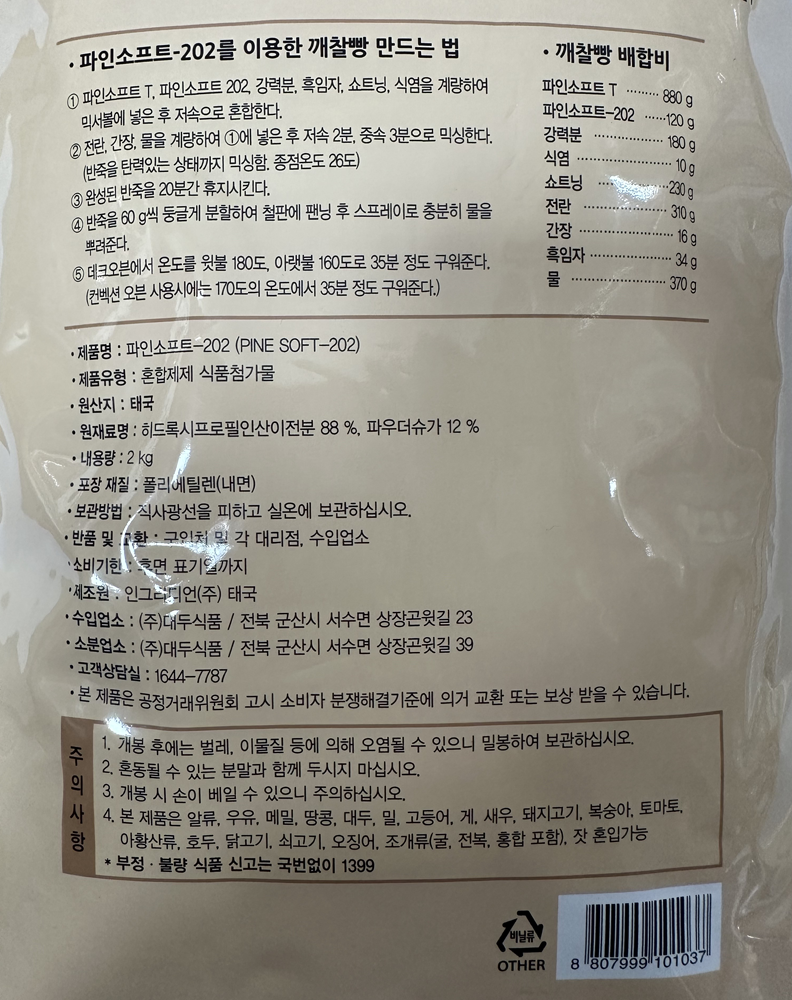 · 파인소프트-202를 이용한 깨찰빵 만드는 법
① 파인소프트 T, 파인소프트 202, 강력분, 흑임자, 쇼트닝, 식염을 계량하여
믹서볼에 넣은 후 저속으로 혼합한다.
② 전란, 간장, 물을 계량하여 ①에 넣은 후 저속 2분, 중속 3분으로 믹싱한다.
(반죽을 탄력있는 상태까지 믹싱함. 종점온도 26도)
③ 완성된 반죽을 20분간 휴지시킨다.
④ 반죽을 60 g씩 둥글게 분할하여 철판에 팬닝 후 스프레이로 충분히 물을
뿌려준다.
⑤ 데크오븐에서 온도를 윗불 180도, 아랫불 160도로 35분 정도 구워준다.
(컨벡션 오븐 사용시에는 170도의 온도에서 35분 정도 구워준다.)
· 깨찰빵 배합비
파인소프트 T ········· 880 g
파인소프트-202 ······120 g
강력분 ·················· 180 g
식염 ························ 10 g
쇼트닝 ···················230 g
전란 ······················ 310 g
간장 ························ 16 g
흑임자 ····················· 34 g
물 ························· 370 g
· 제품명 : 파인소프트-202 (PINE SOFT-202)
· 제품유형 : 혼합제제 식품첨가물
· 원산지 : 태국
· 원재료명 : 히드록시프로필인산이전분 88 %, 파우더슈가 12 %
· 내용량 : 2 kg
· 포장 재질 : 폴리에틸렌(내면)
· 보관방법 : 직사광선을 피하고 실온에 보관하십시오.
· 반품 및 교환 : 구입처 및 각 대리점, 수입업소
· 소비기한 : 후면 표기일까지
· 제조원 : 인그리디언(주) 태국
· 수입업소 : (주)대두식품 / 전북 군산시 서수면 상장곤윗길 23
· 소분업소 : (주)대두식품 / 전북 군산시 서수면 상장곤윗길 39
· 고객상담실 : 1644-7787
· 본 제품은 공정거래위원회 고시 소비자 분쟁해결기준에 의거 교환 또는 보상 받을 수 있습니다.
주의사항
1. 개봉 후에는 벌레, 이물질 등에 의해 오염될 수 있으니 밀봉하여 보관하십시오.
2. 혼동될 수 있는 분말과 함께 두시지 마십시오.
3. 개봉 시 손이 베일 수 있으니 주의하십시오.
4. 본 제품은 알류, 우유, 메밀, 땅콩, 대두, 밀, 고등어, 게, 새우, 돼지고기, 복숭아, 토마토,
아황산류, 호두, 닭고기, 쇠고기, 오징어, 조개류(굴, 전복, 홍합 포함), 잣 혼입가능
* 부정 · 불량 식품 신고는 국번없이 1399
비닐류
OTHER
8 807999 101037